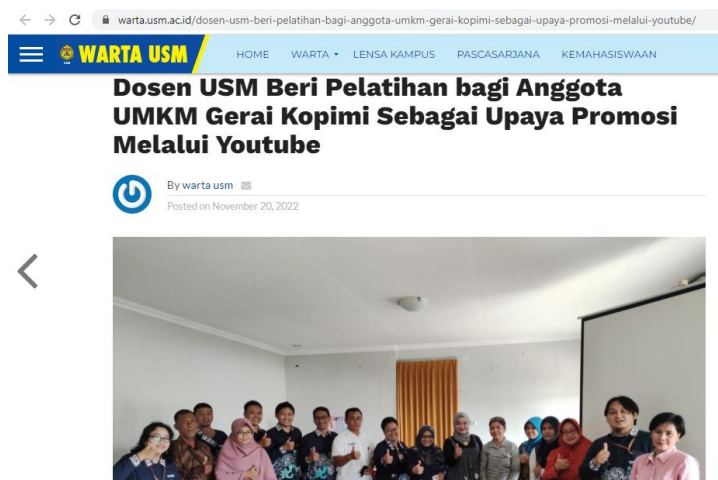 warta.usm.ac.id/dosen-usm-beri-pelatihan-bagi-anggota-umkm-gerai-kopimi-sebagai-upaya-promosi-melalui-youtube/
WARTA USM HOME WARTA LENSA KAMPUS PASCASARJANA KEMAHASISWAAN
Dosen USM Beri Pelatihan bagi Anggota
UMKM Gerai Kopimi Sebagai Upaya Promosi
Melalui Youtube
By warta usm
Posted on November 20, 2022